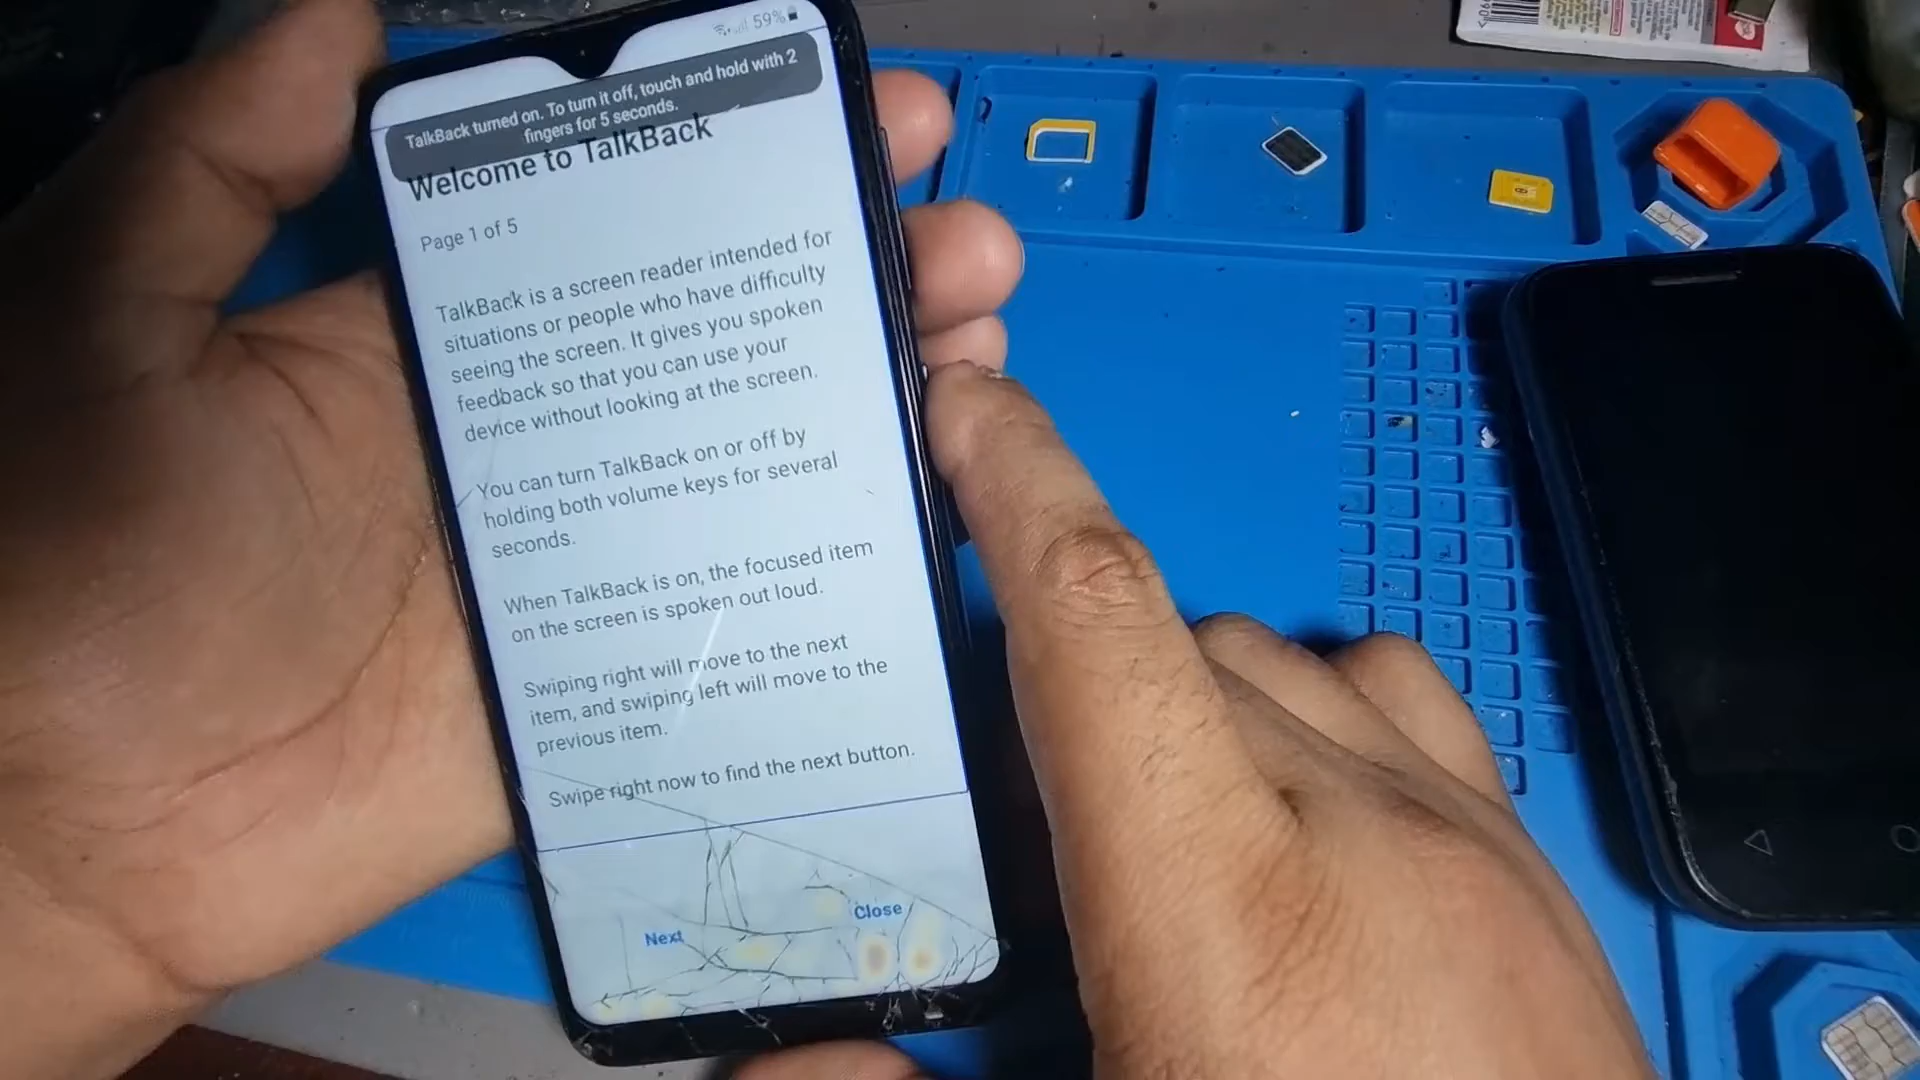 59%
TalkBack turned on. To turn it off, touch and hold with 2
fingers for 5 seconds.
Welcome to TalkBack
Page 1 of 5
TalkBack is a screen reader intended for
situations or people who have difficulty
seeing the screen. It gives you spoken
feedback so that you can use your
device without looking at the screen.
You can turn TalkBack on or off by
holding both volume keys for several
seconds.
When TalkBack is on, the focused item
on the screen is spoken out loud.
Swiping right will move to the next
item, and swiping left will move to the
previous item.
Swipe right now to find the next button.
Close
Next